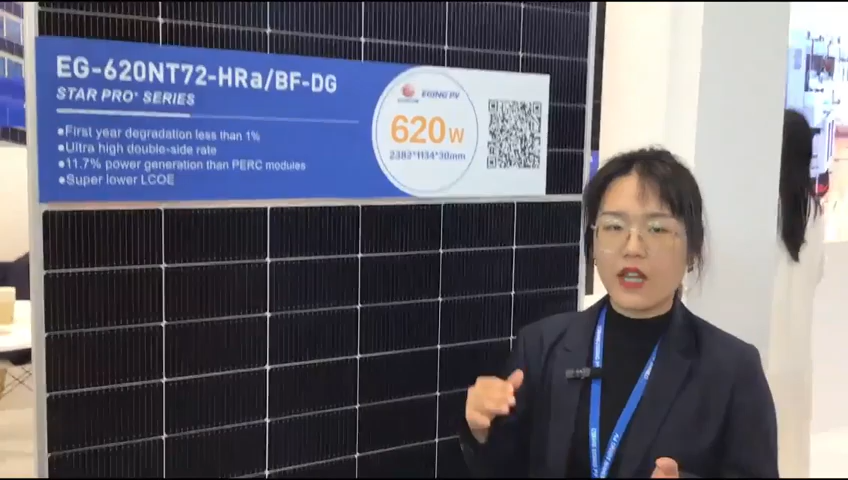 EG-620NT72-HRa/BF-DG
STAR PRO+ SERIES
●First year degradation less than 1%
●Ultra high double-side rate
●11.7% power generation than PERC modules
●Super lower LCOE
EGING PV
620W
2382*1134*30mm